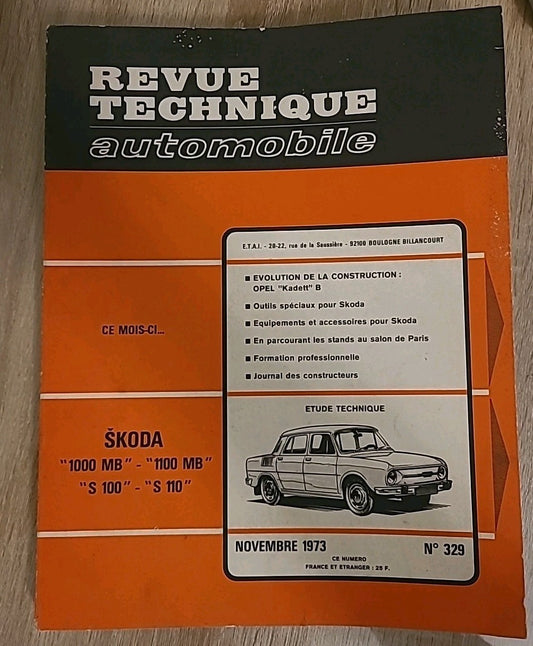 REVUE
TECHNIQUE
automobile
E.T.A.I. - 20-22, rue de la Saussière - 92100 BOULOGNE BILLANCOURT
■ EVOLUTION DE LA CONSTRUCTION :
OPEL "Kadett" B
■ Outils spéciaux pour Skoda
■ Equipements et accessoires pour Skoda
■ En parcourant les stands au salon de Paris
■ Formation professionnelle
■ Journal des constructeurs
CE MOIS-CI...
ETUDE TECHNIQUE
ŠKODA
"1000 MB" - "1100 MB"
"S 100" - "S 110"
NOVEMBRE 1973
N° 329
CE NUMERO
FRANCE ET ETRANGER : 25 F.